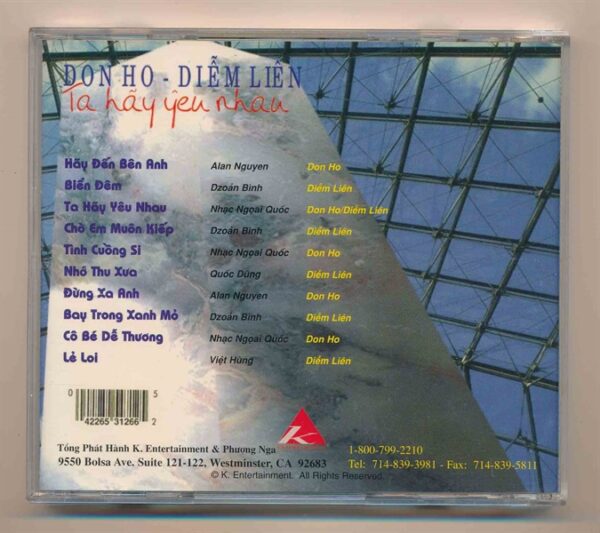 DON HO - DIỄM LIÊN
Ta hãy yêu nhau
Hãy Đến Bên Anh Alan Nguyen Don Ho
Biển Đêm Dzoãn Bình Diễm Liên
Ta Hãy Yêu Nhau Nhạc Ngoại Quốc Don Ho/Diễm Liên
Chờ Em Muôn Kiếp Dzoãn Bình Diễm Liên
Tình Cuồng Si Nhạc Ngoại Quốc Don Ho
Nhớ Thu Xưa Quốc Dũng Diễm Liên
Đừng Xa Anh Alan Nguyen Don Ho
Bay Trong Xanh Mỏ Dzoãn Bình Diễm Liên
Cô Bé Dễ Thương Nhạc Ngoại Quốc Don Ho
Lẻ Loi Việt Hùng Diễm Liên
0 42265 31266 2 5
K
Tổng Phát Hành K. Entertainment & Phương Nga 1-800-799-2210
9550 Bolsa Ave. Suite 121-122, Westminster, CA 92683 Tel: 714-839-3981 - Fax: 714-839-5811
© K. Entertainment. All Rights Reserved.